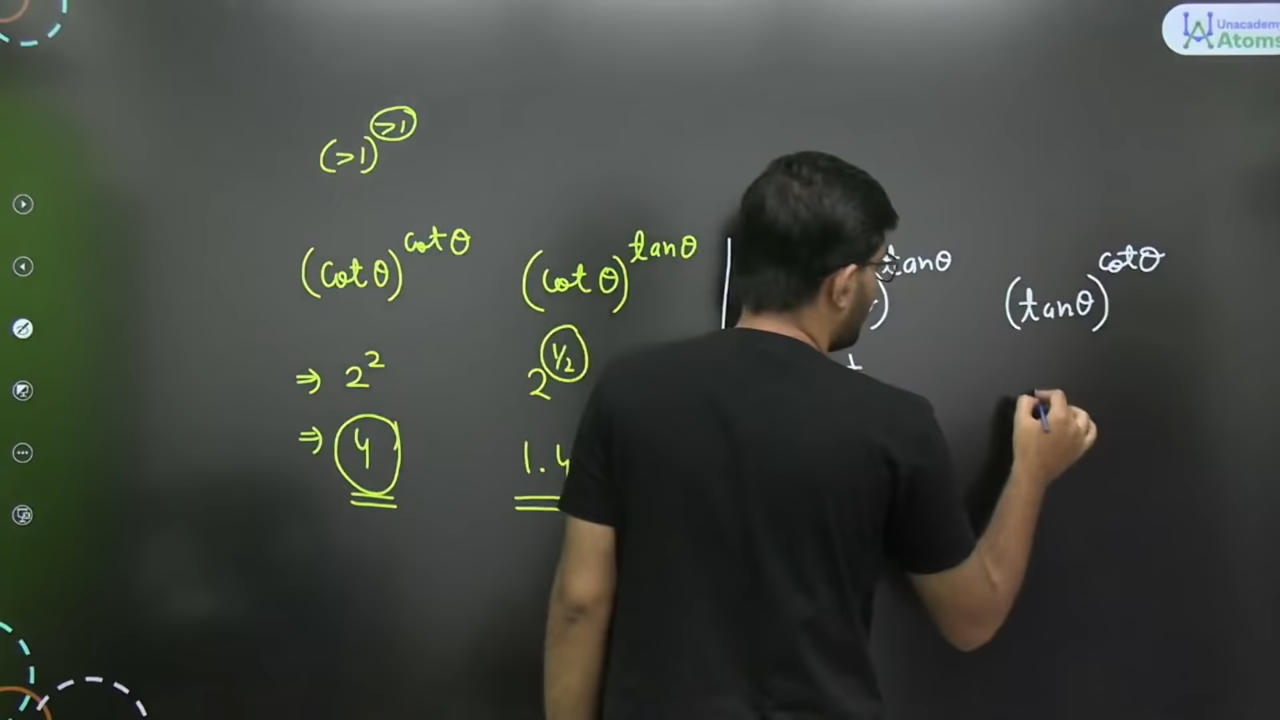 Unacademy
Atoms
(>1)^(>1)
(cot θ)^cot θ (cot θ)^tan θ )^tan θ (tan θ)^cot θ
⇒ 2^2 2^1/2
⇒ 4 1.4